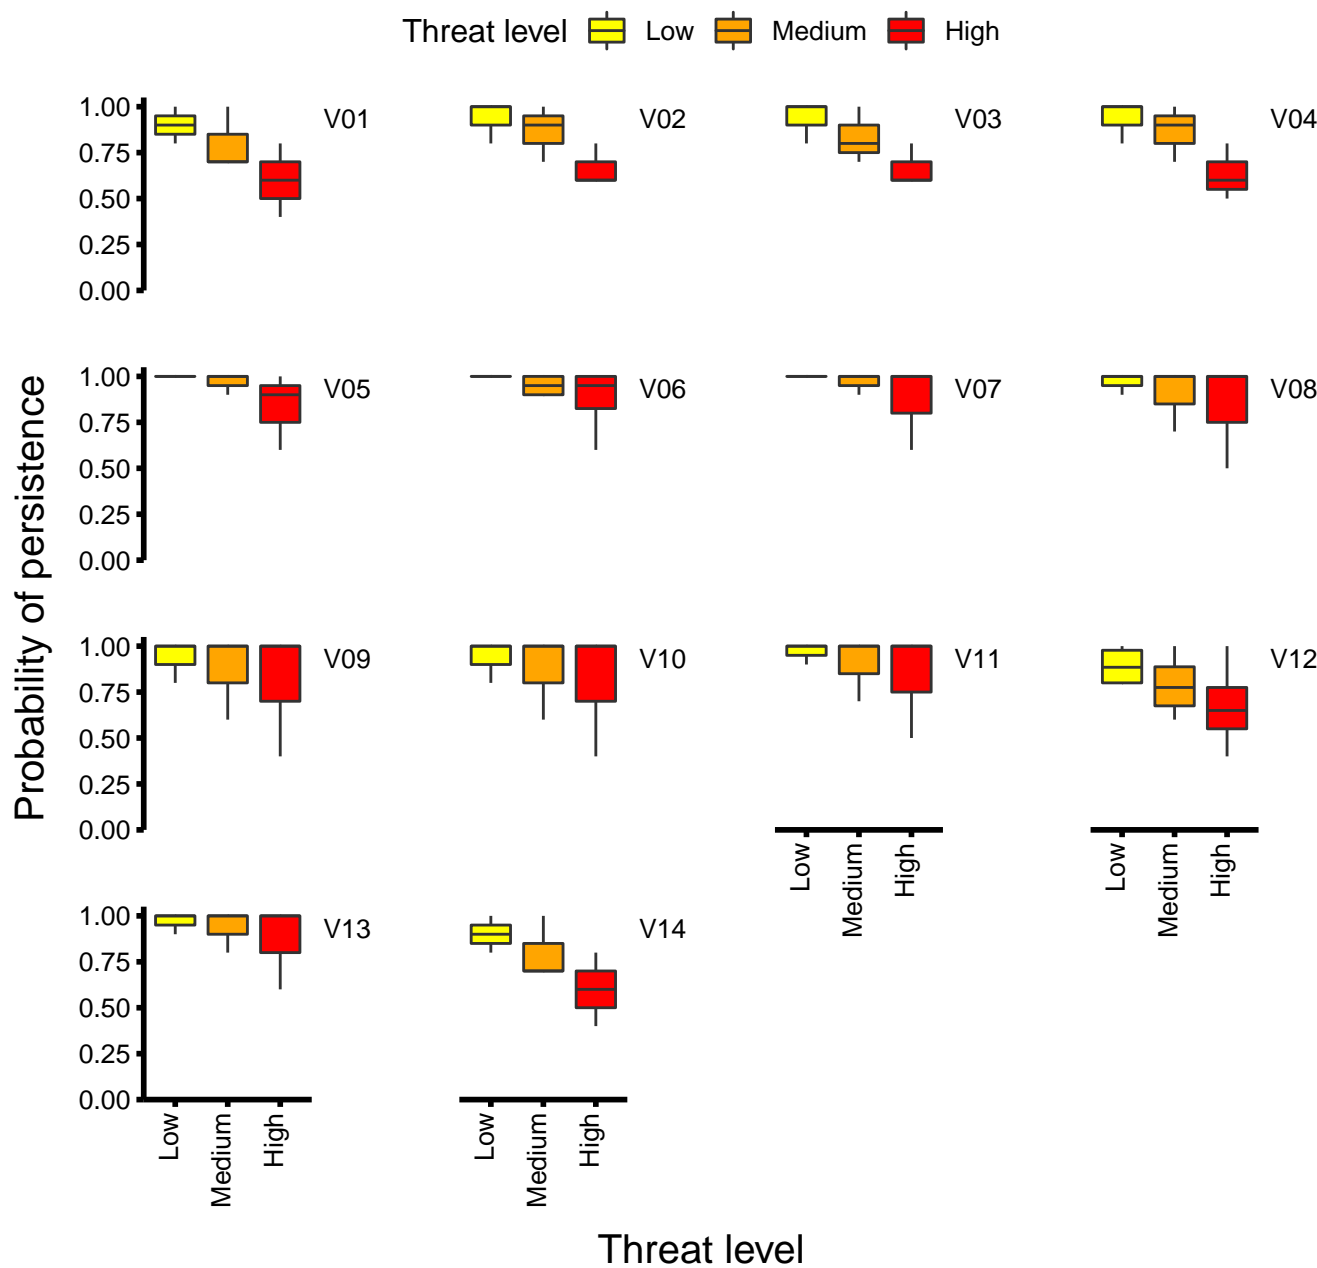 Threat level Low Medium High
1.00 V01 V02 V03 V04
0.75
0.50
0.25
0.00
1.00 V05 V06 V07 V08
0.75
0.50
0.25
0.00
Probability of persistence
1.00 V09 V10 V11 V12
0.75
0.50
0.25
0.00
Low Medium High Low Medium High
1.00 V13 V14
0.75
0.50
0.25
0.00
Low Medium High Low Medium High
Threat level